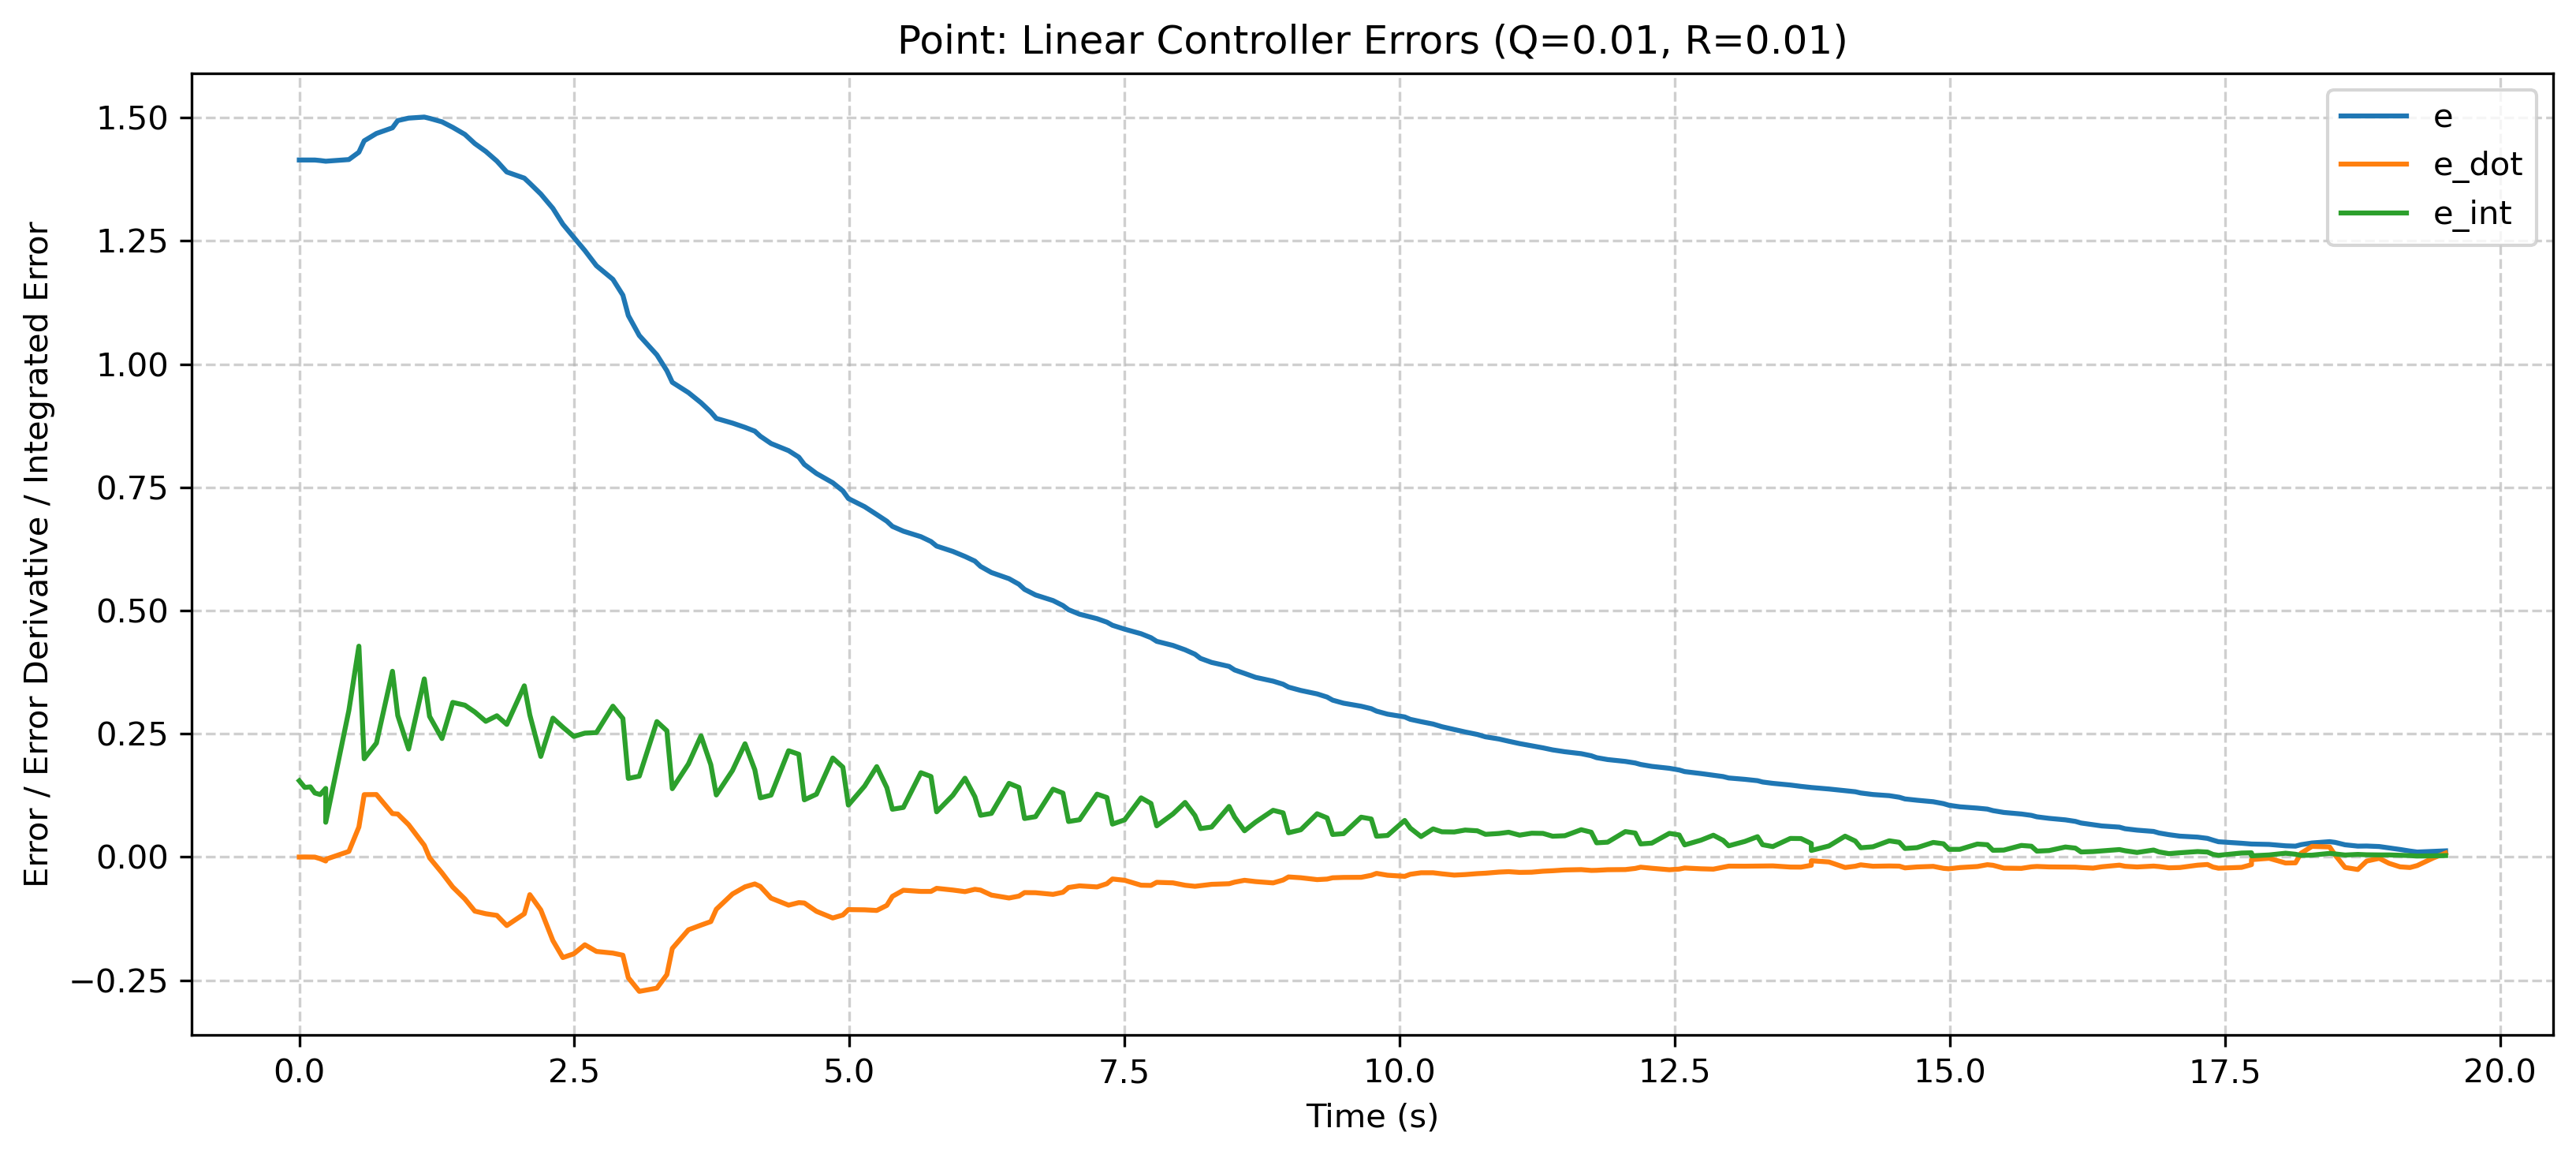 Point: Linear Controller Errors (Q=0.01, R=0.01)
e
e_dot
e_int
Error / Error Derivative / Integrated Error
1.50
1.25
1.00
0.75
0.50
0.25
0.00
−0.25
0.0 2.5 5.0 7.5 10.0 12.5 15.0 17.5 20.0
Time (s)